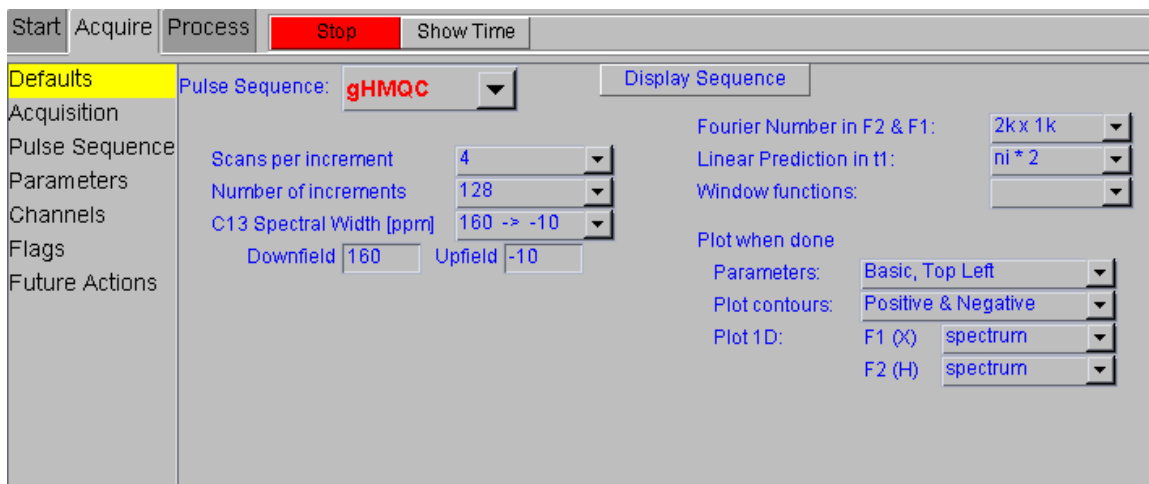 Start Acquire Process Stop Show Time
Defaults
Acquisition
Pulse Sequence
Parameters
Channels
Flags
Future Actions
Pulse Sequence: gHMQC Display Sequence
Scans per increment 4
Number of increments 128
C13 Spectral Width [ppm] 160 -> -10
Downfield 160 Upfield -10
Fourier Number in F2 & F1: 2k x 1k
Linear Prediction in t1: ni * 2
Window functions:
Plot when done
Parameters: Basic, Top Left
Plot contours: Positive & Negative
Plot 1D: F1 (X) spectrum
F2 (H) spectrum